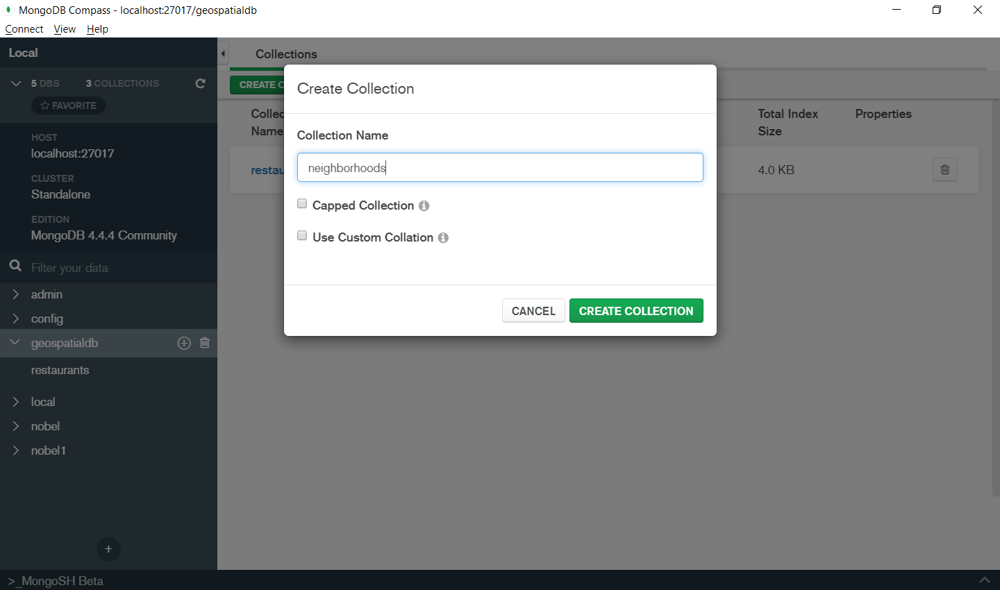 MongoDB Compass - localhost:27017/geospatialdb
Connect View Help
Local
Collections
5 DBS 3 COLLECTIONS
FAVORITE
CREATE C
Create Collection
HOST
localhost:27017
CLUSTER
Standalone
EDITION
MongoDB 4.4.4 Community
Filter your data
admin
config
geospatialdb
restaurants
local
nobel
nobel1
+
Collec
Name
Total Index
Size
Properties
restau
4.0 KB
Collection Name
neighborhoods
Capped Collection
Use Custom Collation
CANCEL CREATE COLLECTION
>_MongoSH Beta